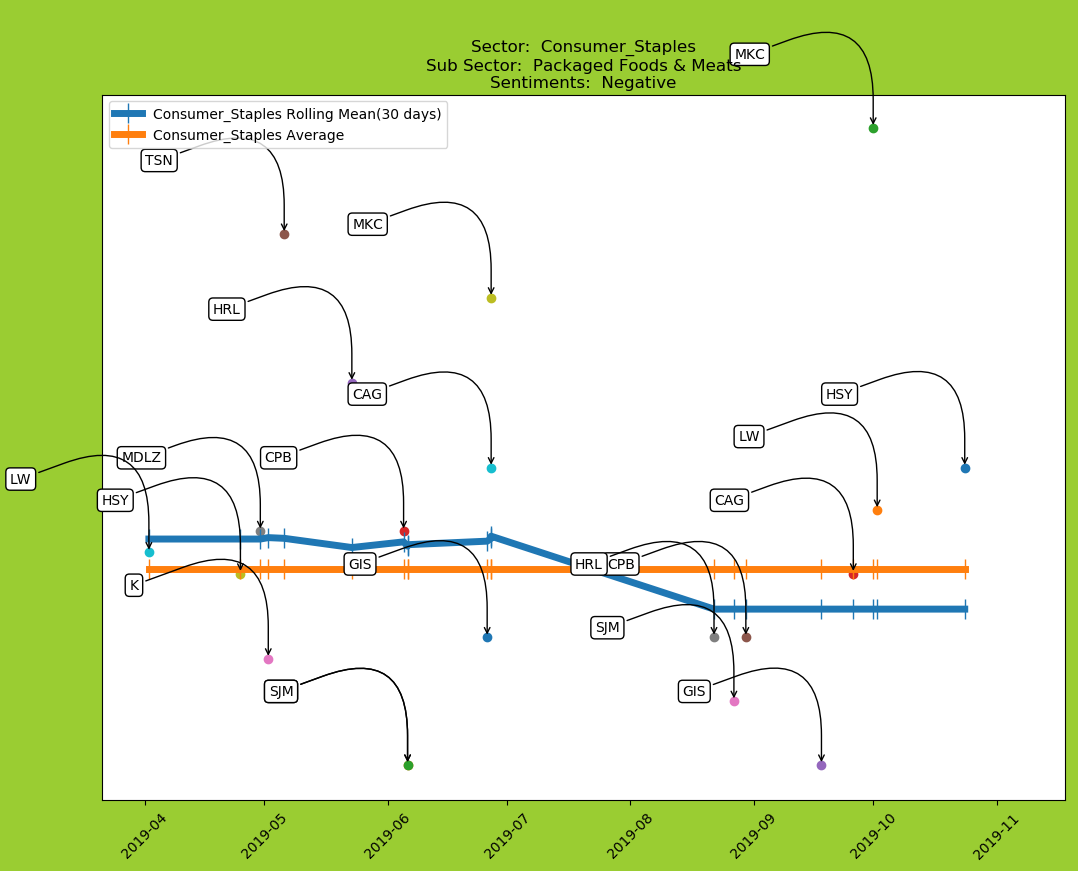 Sector:  Consumer_Staples
Sub Sector:  Packaged Foods & Meats
Sentiments:  Negative
MKC
Consumer_Staples Rolling Mean(30 days)
Consumer_Staples Average
TSN
MKC
HRL
CAG
HSY
LW
MDLZ
CPB
LW
HSY
CAG
GIS
HRL
CPB
K
SJM
SJM
GIS
2019-04
2019-05
2019-06
2019-07
2019-08
2019-09
2019-10
2019-11